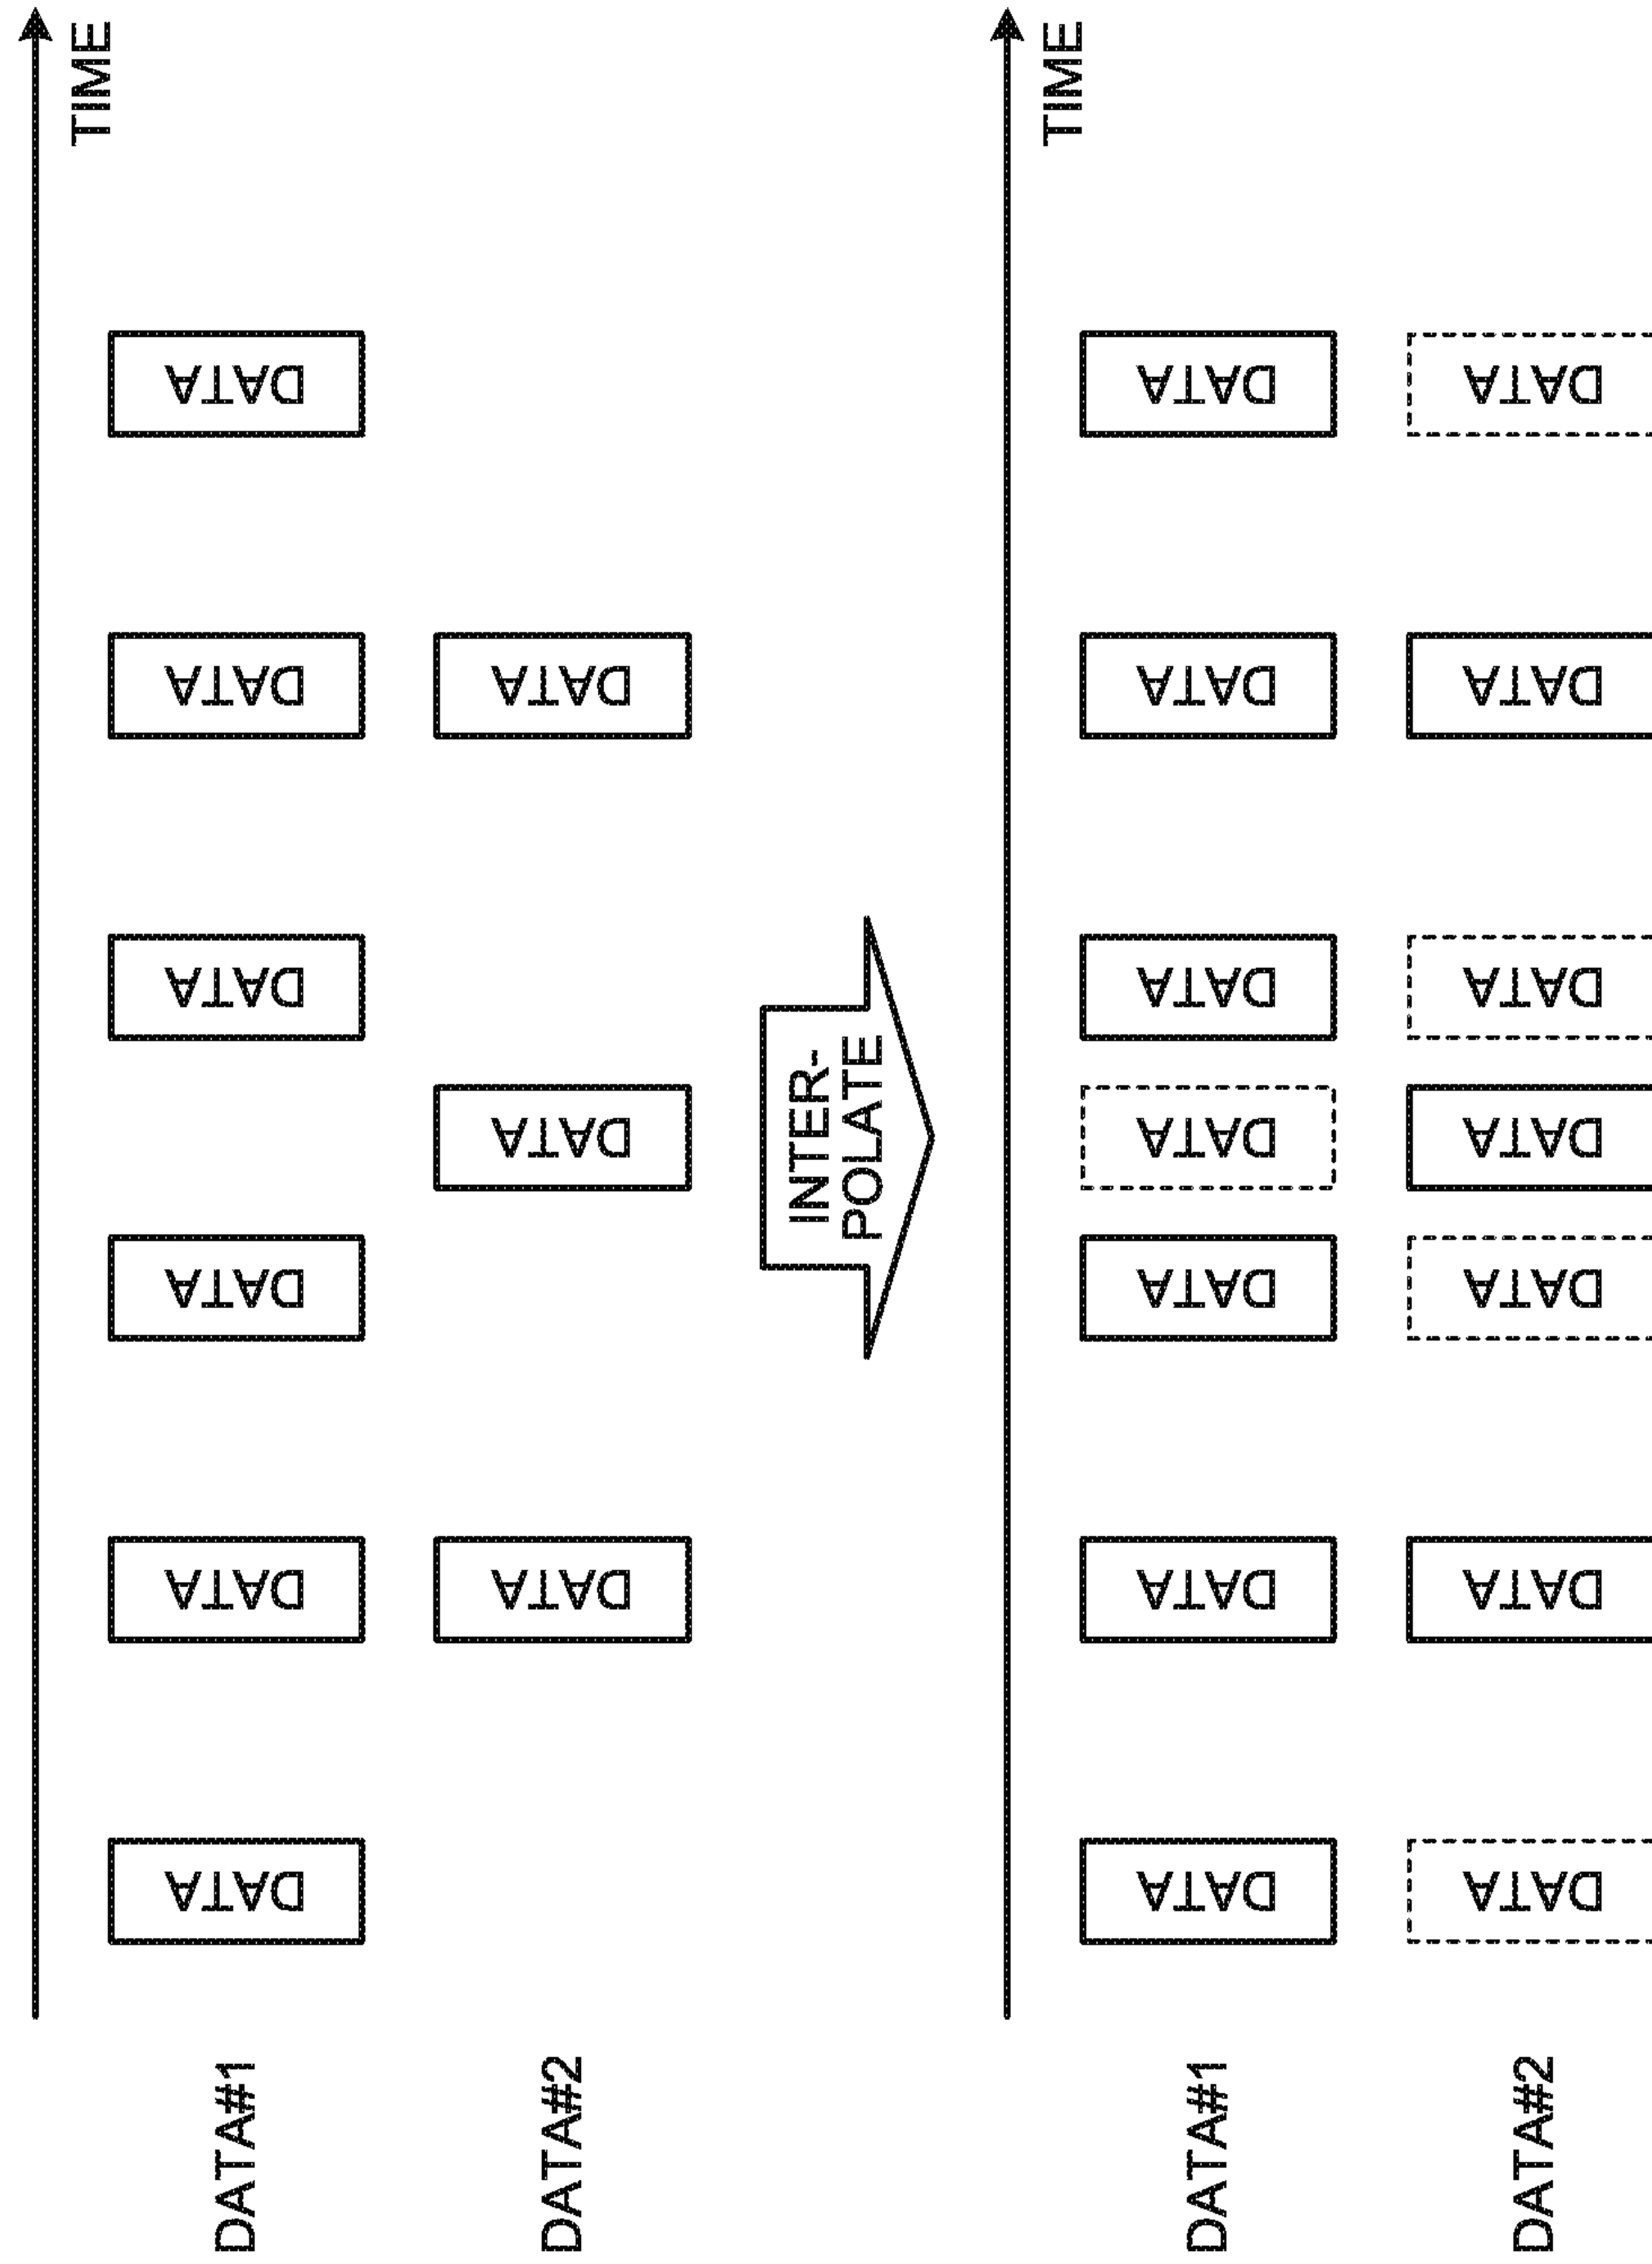 TIME
DATA#1 DATA DATA DATA DATA DATA DATA
DATA#2 DATA DATA DATA
INTER-
POLATE
TIME
DATA#1 DATA DATA DATA DATA DATA DATA DATA
DATA#2 DATA DATA DATA DATA DATA DATA DATA